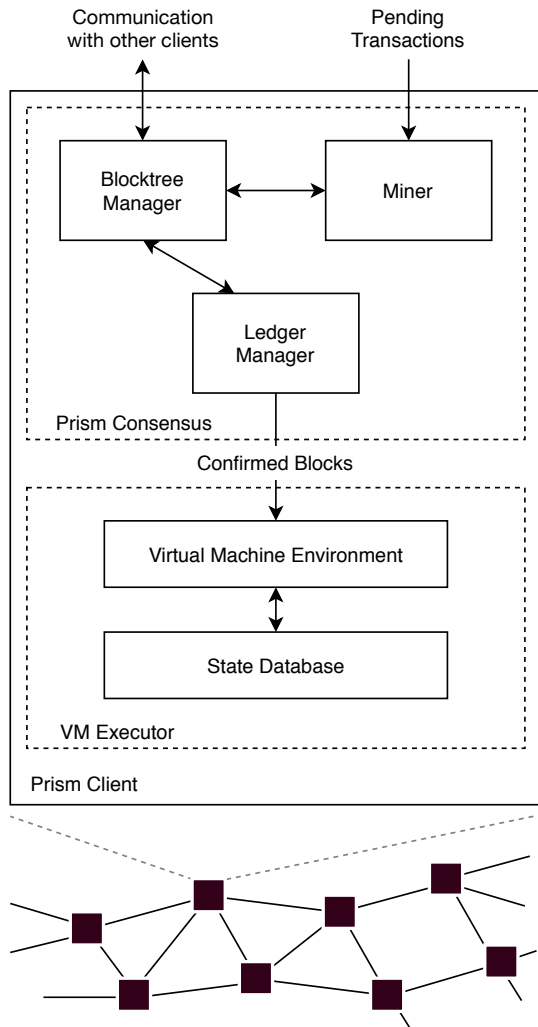 Communication
with other clients
Pending
Transactions
Blocktree
Manager
Miner
Ledger
Manager
Prism Consensus
Confirmed Blocks
Virtual Machine Environment
State Database
VM Executor
Prism Client